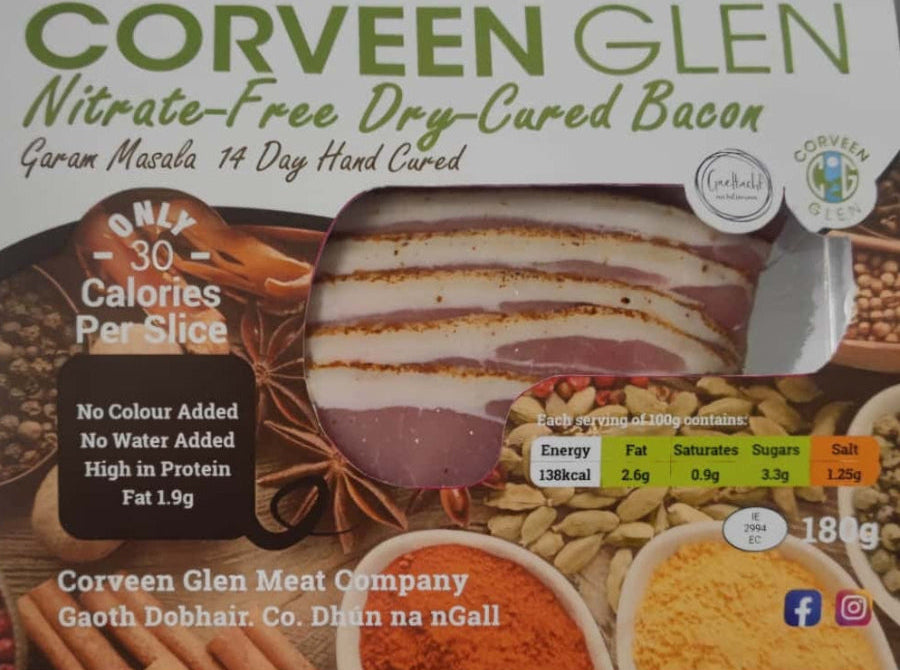 CORVEEN GLEN
Nitrate-Free Dry-Cured Bacon
Garam Masala 14 Day Hand Cured
Gaeltacht
CORVEEN
GLEN
ONLY
- 30 -
Calories
Per Slice
No Colour Added
No Water Added
High in Protein
Fat 1.9g
Each serving of 100g contains:
Energy Fat Saturates Sugars Salt
138kcal 2.6g 0.9g 3.3g 1.25g
IE
2994
EC
180g
Corveen Glen Meat Company
Gaoth Dobhair. Co. Dhún na nGall